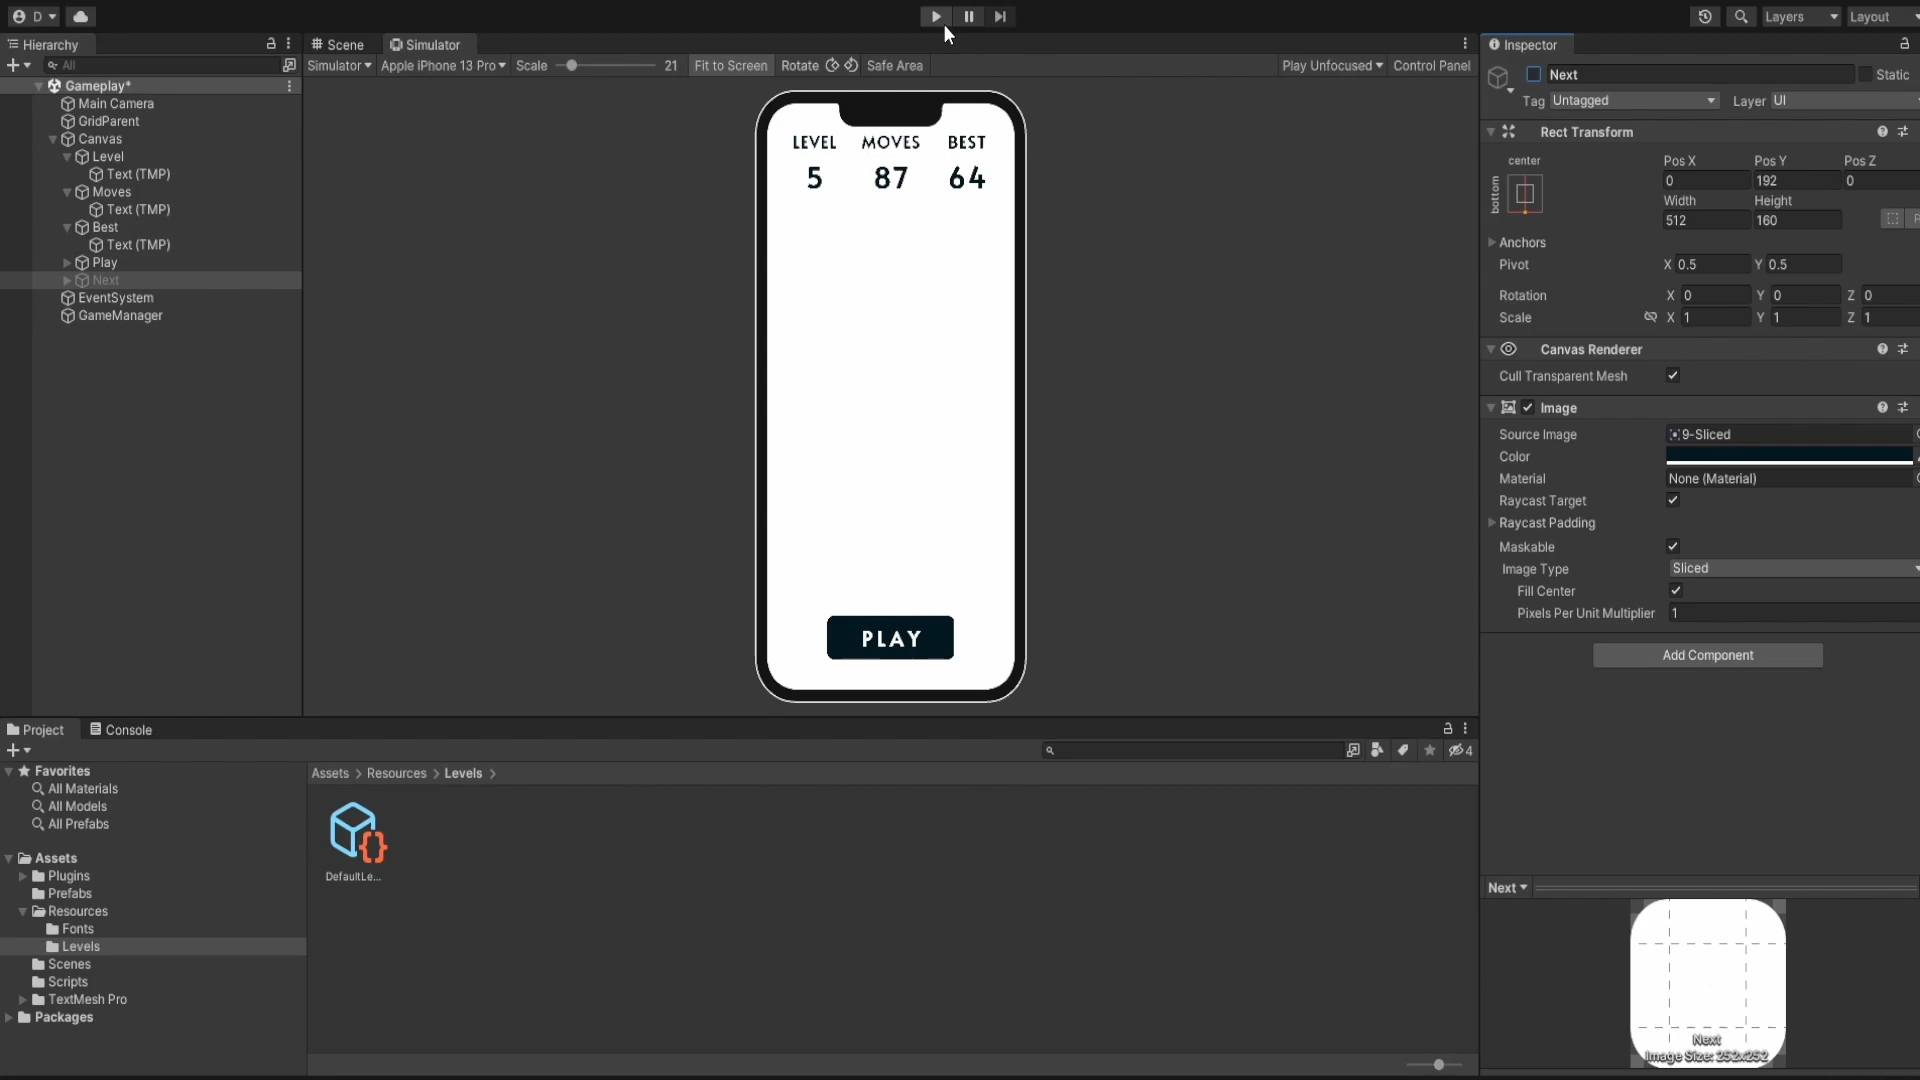 D
Layers
Layout
Hierarchy
All
Gameplay*
Main Camera
GridParent
Canvas
Level
Text (TMP)
Moves
Text (TMP)
Best
Text (TMP)
Play
Next
EventSystem
GameManager
Scene
Simulator
Simulator
Apple iPhone 13 Pro
Scale
21
Fit to Screen
Rotate
Safe Area
Play Unfocused
Control Panel
LEVEL MOVES BEST
5 87 64
PLAY
Inspector
Next
Static
Tag Untagged
Layer UI
Rect Transform
center
bottom
Pos X Pos Y Pos Z
0 192 0
Width Height
512 160
Anchors
Pivot X 0.5 Y 0.5
Rotation X 0 Y 0 Z 0
Scale X 1 Y 1 Z 1
Canvas Renderer
Cull Transparent Mesh
Image
Source Image 9-Sliced
Color
Material None (Material)
Raycast Target
Raycast Padding
Maskable
Image Type Sliced
Fill Center
Pixels Per Unit Multiplier 1
Add Component
Next
Next
Image Size: 252x252
Project
Console
4
Favorites
All Materials
All Models
All Prefabs
Assets
Plugins
Prefabs
Resources
Fonts
Levels
Scenes
Scripts
TextMesh Pro
Packages
Assets > Resources > Levels >
DefaultLe...